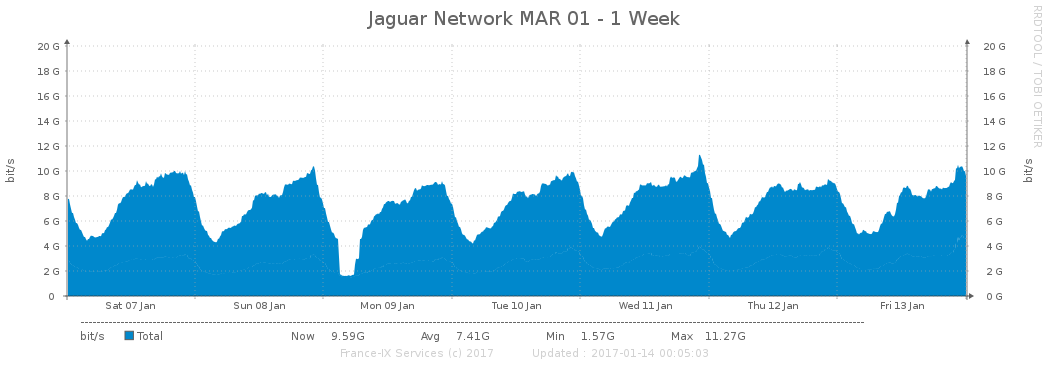 Jaguar Network MAR 01 - 1 Week
RRDTOOL / TOBI OETIKER
bit/s
bit/s
20 G 20 G
18 G 18 G
16 G 16 G
14 G 14 G
12 G 12 G
10 G 10 G
8 G 8 G
6 G 6 G
4 G 4 G
2 G 2 G
0 0 G
Sat 07 Jan Sun 08 Jan Mon 09 Jan Tue 10 Jan Wed 11 Jan Thu 12 Jan Fri 13 Jan
bit/s Total Now 9.59G Avg 7.41G Min 1.57G Max 11.27G
France-IX Services (c) 2017 Updated : 2017-01-14 00:05:03